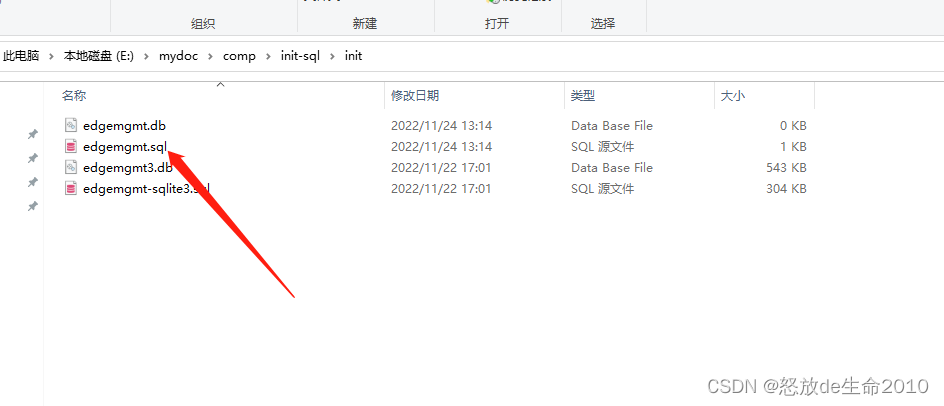 组织 新建 打开 选择
此电脑 › 本地磁盘 (E:) › mydoc › comp › init-sql › init
名称 修改日期 类型 大小
edgemgmt.db 2022/11/24 13:14 Data Base File 0 KB
edgemgmt.sql 2022/11/24 13:14 SQL 源文件 1 KB
edgemgmt3.db 2022/11/22 17:01 Data Base File 543 KB
edgemgmt-sqlite3.sql 2022/11/22 17:01 SQL 源文件 304 KB
CSDN @怒放de生命2010